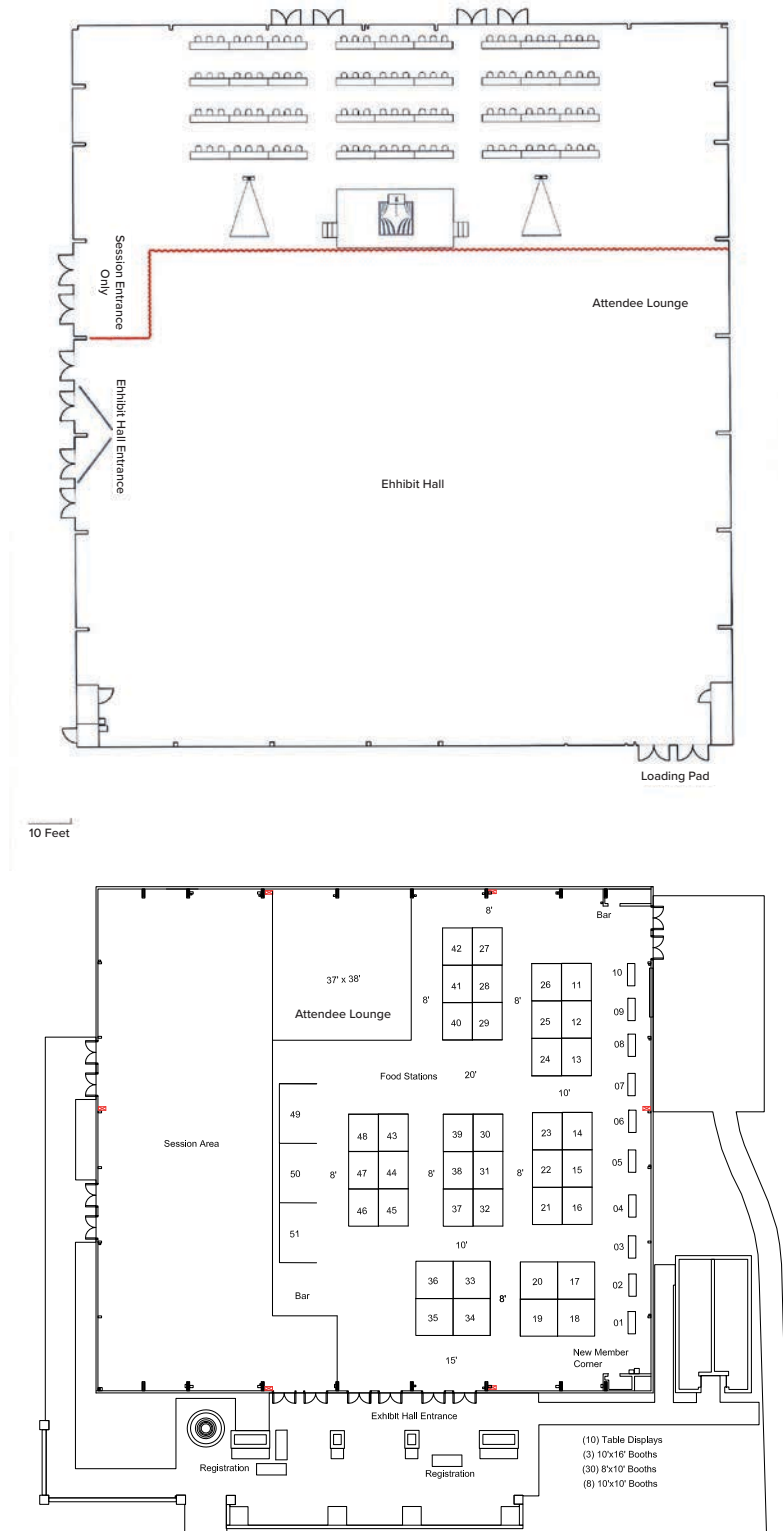 Session Entrance
Only
Attendee Lounge
Ehhibit Hall Entrance
Ehhibit Hall
Loading Pad
10 Feet
8'
Bar
42 27
37' x 38'
41 28
8'
8'
26 11
10
Attendee Lounge
40 29
25 12
09
24 13
08
Food Stations
20'
10'
07
49
48 43
39 30
23 14
06
Session Area
50
8'
47 44
8'
38 31
8'
22 15
05
46 45
37 32
21 16
04
51
10'
03
Bar
36 33
8'
20 17
02
35 34
19 18
01
15'
New Member
Corner
Exhibit Hall Entrance
Registration
Registration
(10) Table Displays
(3) 10'x16' Booths
(30) 8'x10' Booths
(8) 10'x10' Booths